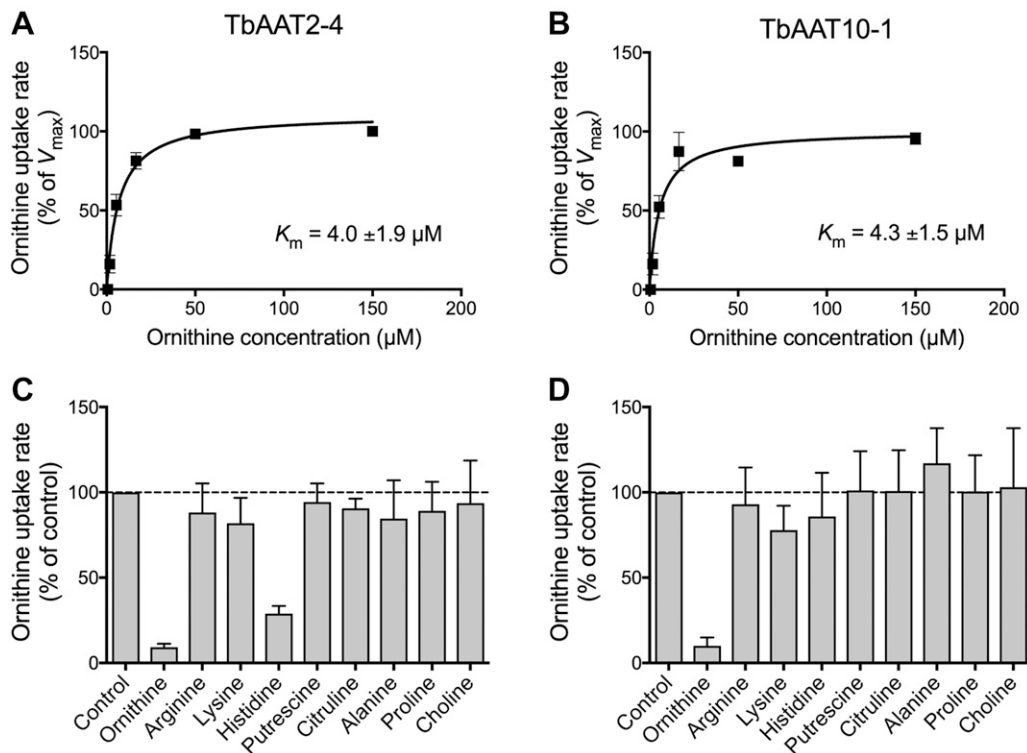 A
TbAAT2-4
Ornithine uptake rate
(% of Vmax)
150
100
50
0
Km = 4.0 ±1.9 µM
0
50
100
150
200
Ornithine concentration (µM)
B
TbAAT10-1
Ornithine uptake rate
(% of Vmax)
150
100
50
0
Km = 4.3 ±1.5 µM
0
50
100
150
200
Ornithine concentration (µM)
C
Ornithine uptake rate
(% of control)
150
100
50
0
Control
Ornithine
Arginine
Lysine
Histidine
Putrescine
Citruline
Alanine
Proline
Choline
D
Ornithine uptake rate
(% of control)
150
100
50
0
Control
Ornithine
Arginine
Lysine
Histidine
Putrescine
Citruline
Alanine
Proline
Choline